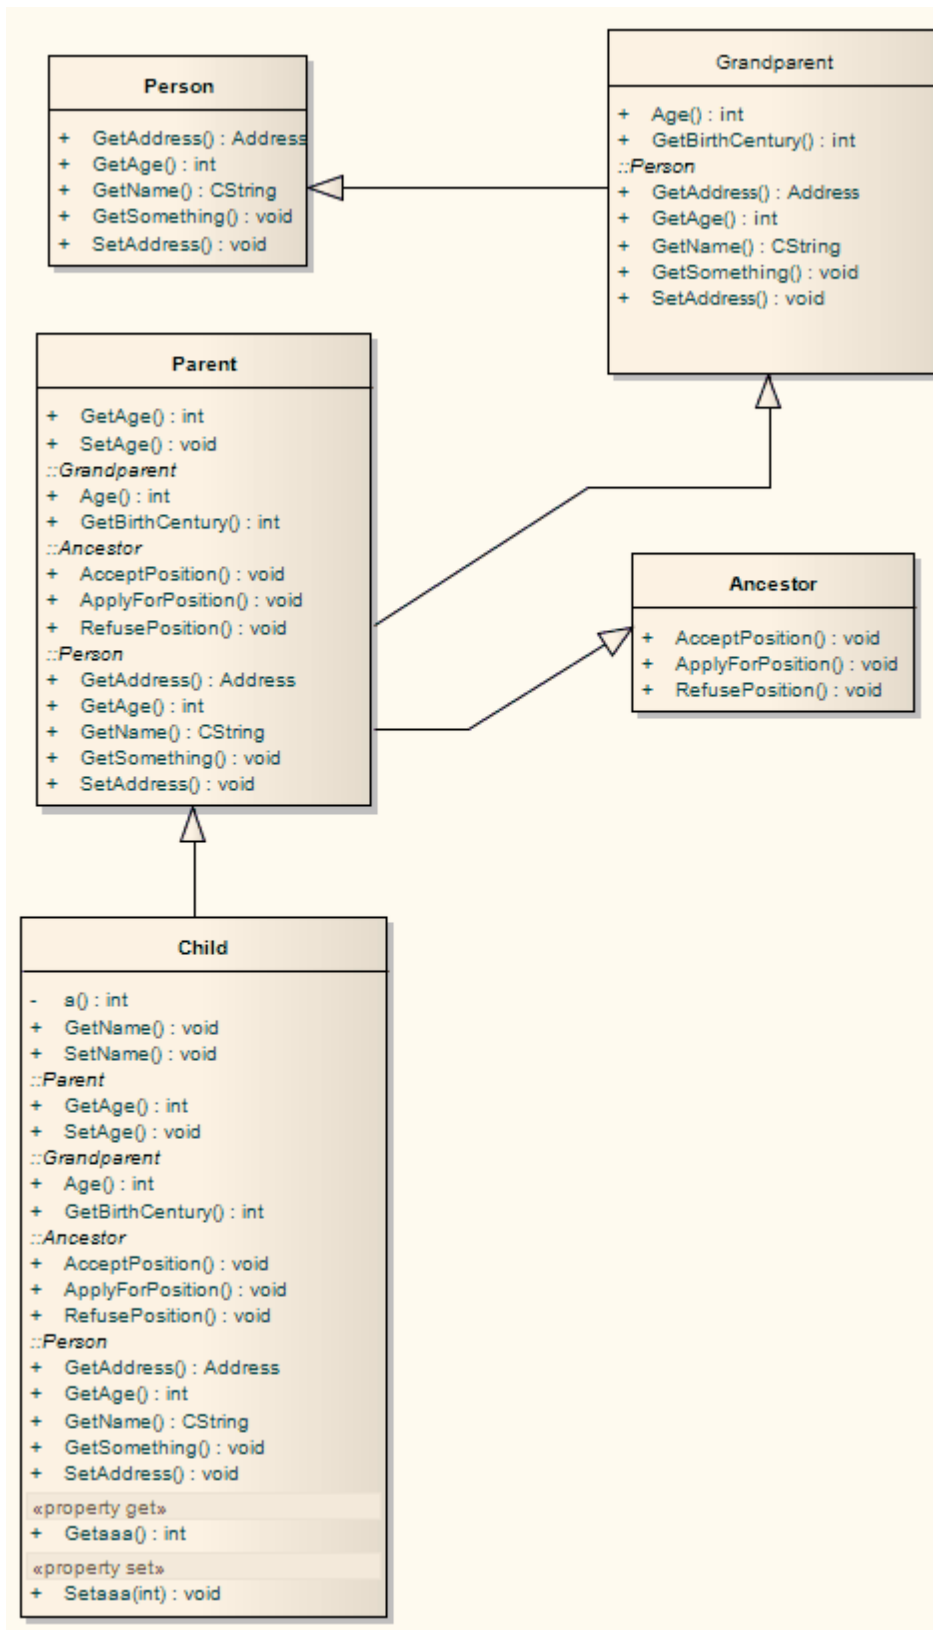 Person
+ GetAddress() : Address
+ GetAge() : int
+ GetName() : CString
+ GetSomething() : void
+ SetAddress() : void
Grandparent
+ Age() : int
+ GetBirthCentury() : int
::Person
+ GetAddress() : Address
+ GetAge() : int
+ GetName() : CString
+ GetSomething() : void
+ SetAddress() : void
Parent
+ GetAge() : int
+ SetAge() : void
::Grandparent
+ Age() : int
+ GetBirthCentury() : int
::Ancestor
+ AcceptPosition() : void
+ ApplyForPosition() : void
+ RefusePosition() : void
::Person
+ GetAddress() : Address
+ GetAge() : int
+ GetName() : CString
+ GetSomething() : void
+ SetAddress() : void
Ancestor
+ AcceptPosition() : void
+ ApplyForPosition() : void
+ RefusePosition() : void
Child
- a() : int
+ GetName() : void
+ SetName() : void
::Parent
+ GetAge() : int
+ SetAge() : void
::Grandparent
+ Age() : int
+ GetBirthCentury() : int
::Ancestor
+ AcceptPosition() : void
+ ApplyForPosition() : void
+ RefusePosition() : void
::Person
+ GetAddress() : Address
+ GetAge() : int
+ GetName() : CString
+ GetSomething() : void
+ SetAddress() : void
«property get»
+ Getaaa() : int
«property set»
+ Setaaa(int) : void